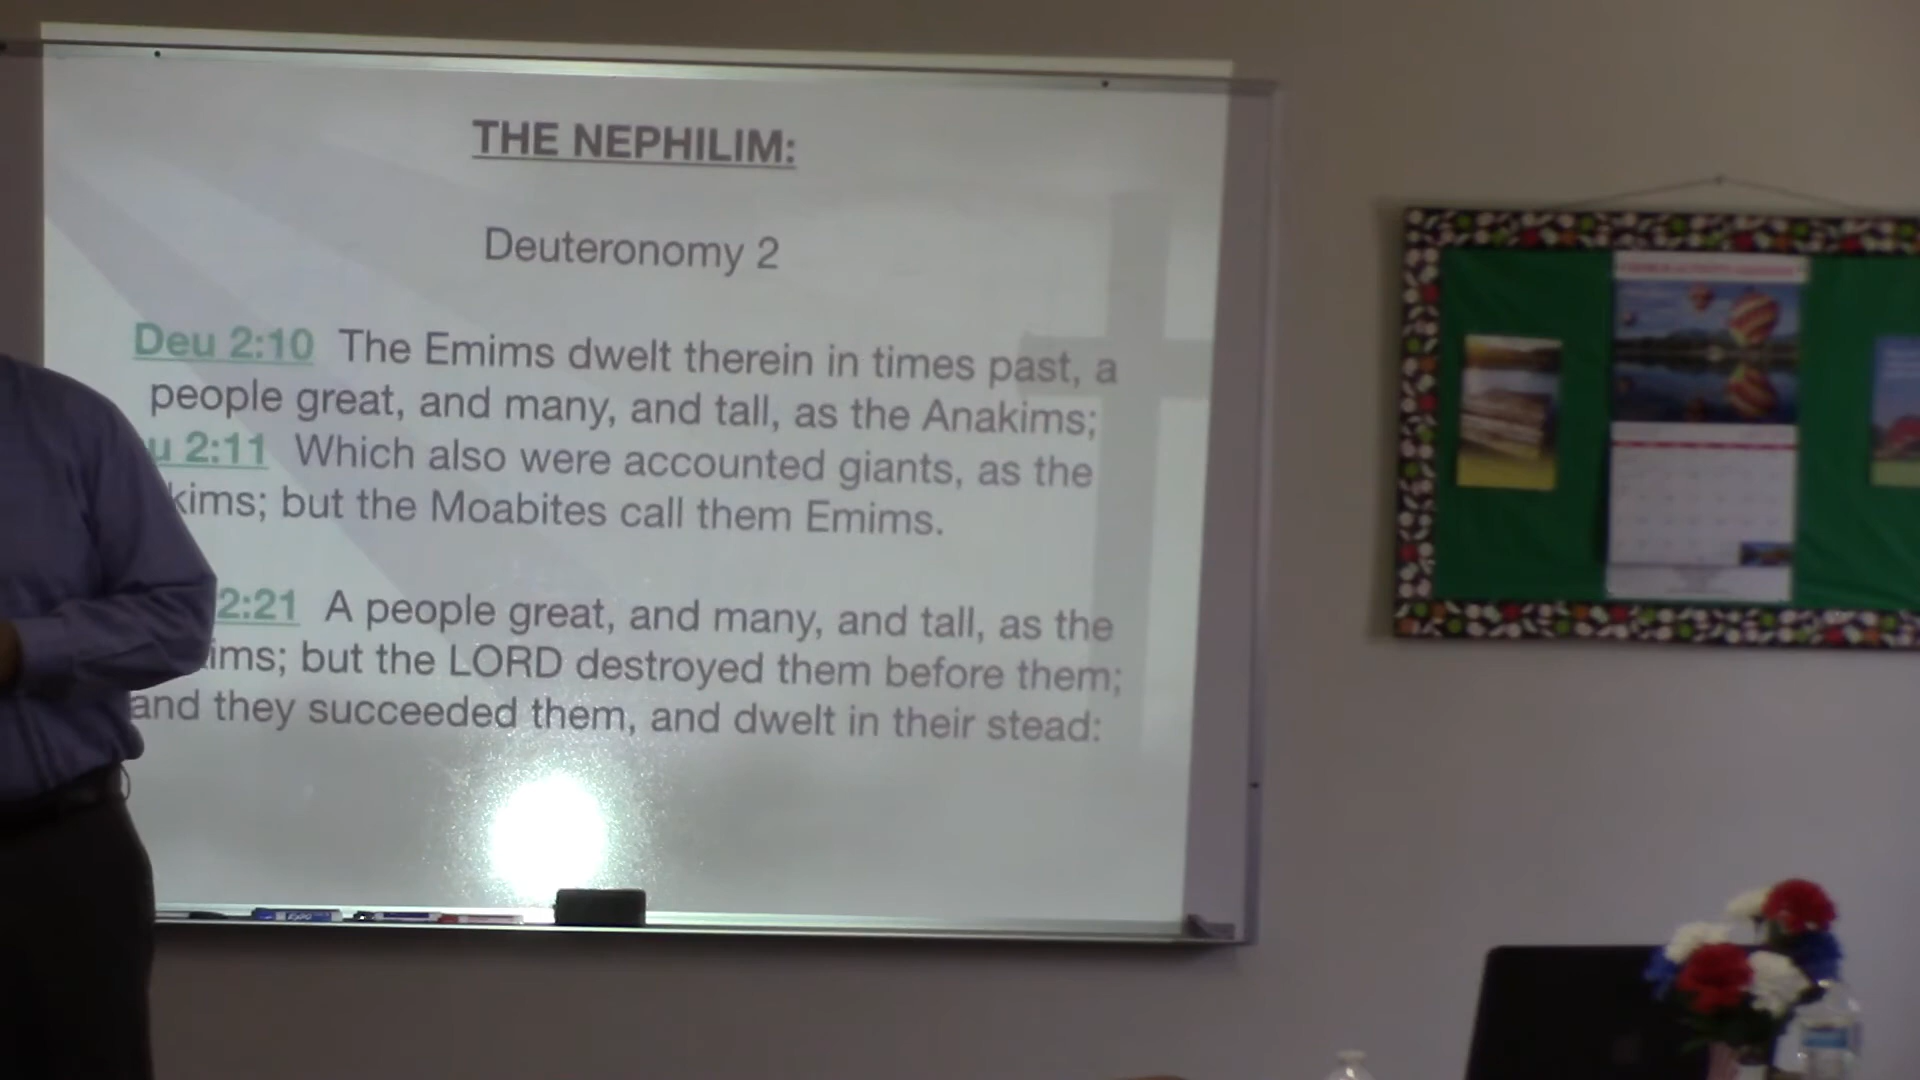 THE NEPHILIM:
Deuteronomy 2
Deu 2:10 The Emims dwelt therein in times past, a
people great, and many, and tall, as the Anakims;
u 2:11 Which also were accounted giants, as the
kims; but the Moabites call them Emims.
2:21 A people great, and many, and tall, as the
ims; but the LORD destroyed them before them;
and they succeeded them, and dwelt in their stead:
EXPO